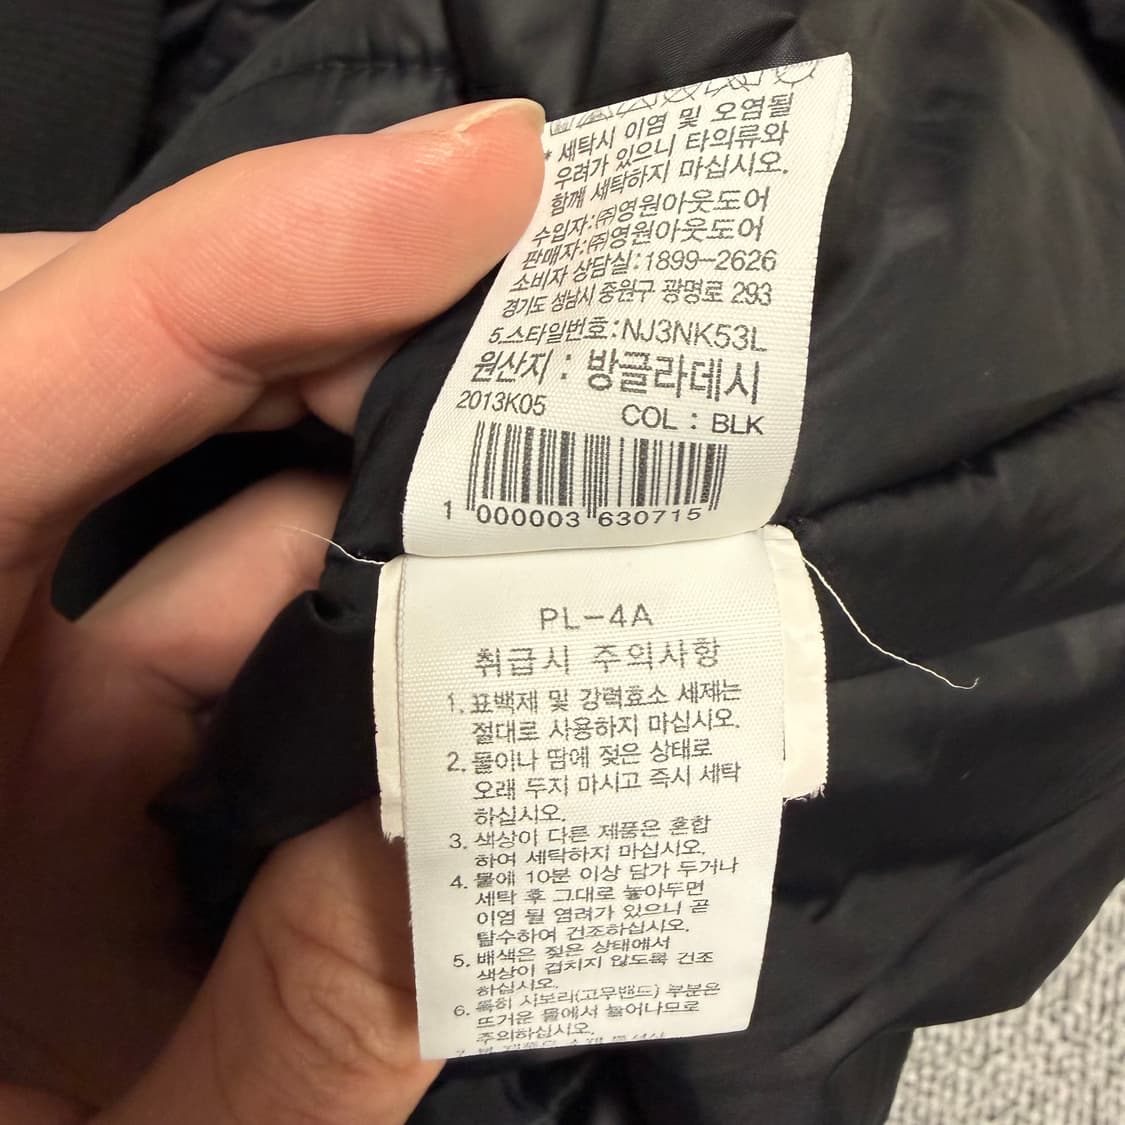 * 세탁시 이염 및 오염될
우려가 있으니 타의류와
함께 세탁하지 마십시오.
수입자:㈜영원아웃도어
판매자:㈜영원아웃도어
소비자 상담실:1899-2626
경기도 성남시 중원구 광명로 293
5.스타일번호:NJ3NK53L
원산지 : 방글라데시
2013K05 COL : BLK
1 000003 630715
PL-4A
취급시 주의사항
1. 표백제 및 강력효소 세제는
절대로 사용하지 마십시오.
2. 물이나 땀에 젖은 상태로
오래 두지 마시고 즉시 세탁
하십시오.
3. 색상이 다른 제품은 혼합
하여 세탁하지 마십시오.
4. 물에 10분 이상 담가 두거나
세탁 후 그대로 놓아두면
이염 될 염려가 있으니 곧
탈수하여 건조하십시오.
5. 배색은 젖은 상태에서
색상이 겹치지 않도록 건조
하십시오.
6. 특히 시보리(고무밴드) 부분은
뜨거운 물에서 늘어나므로
주의하십시오.